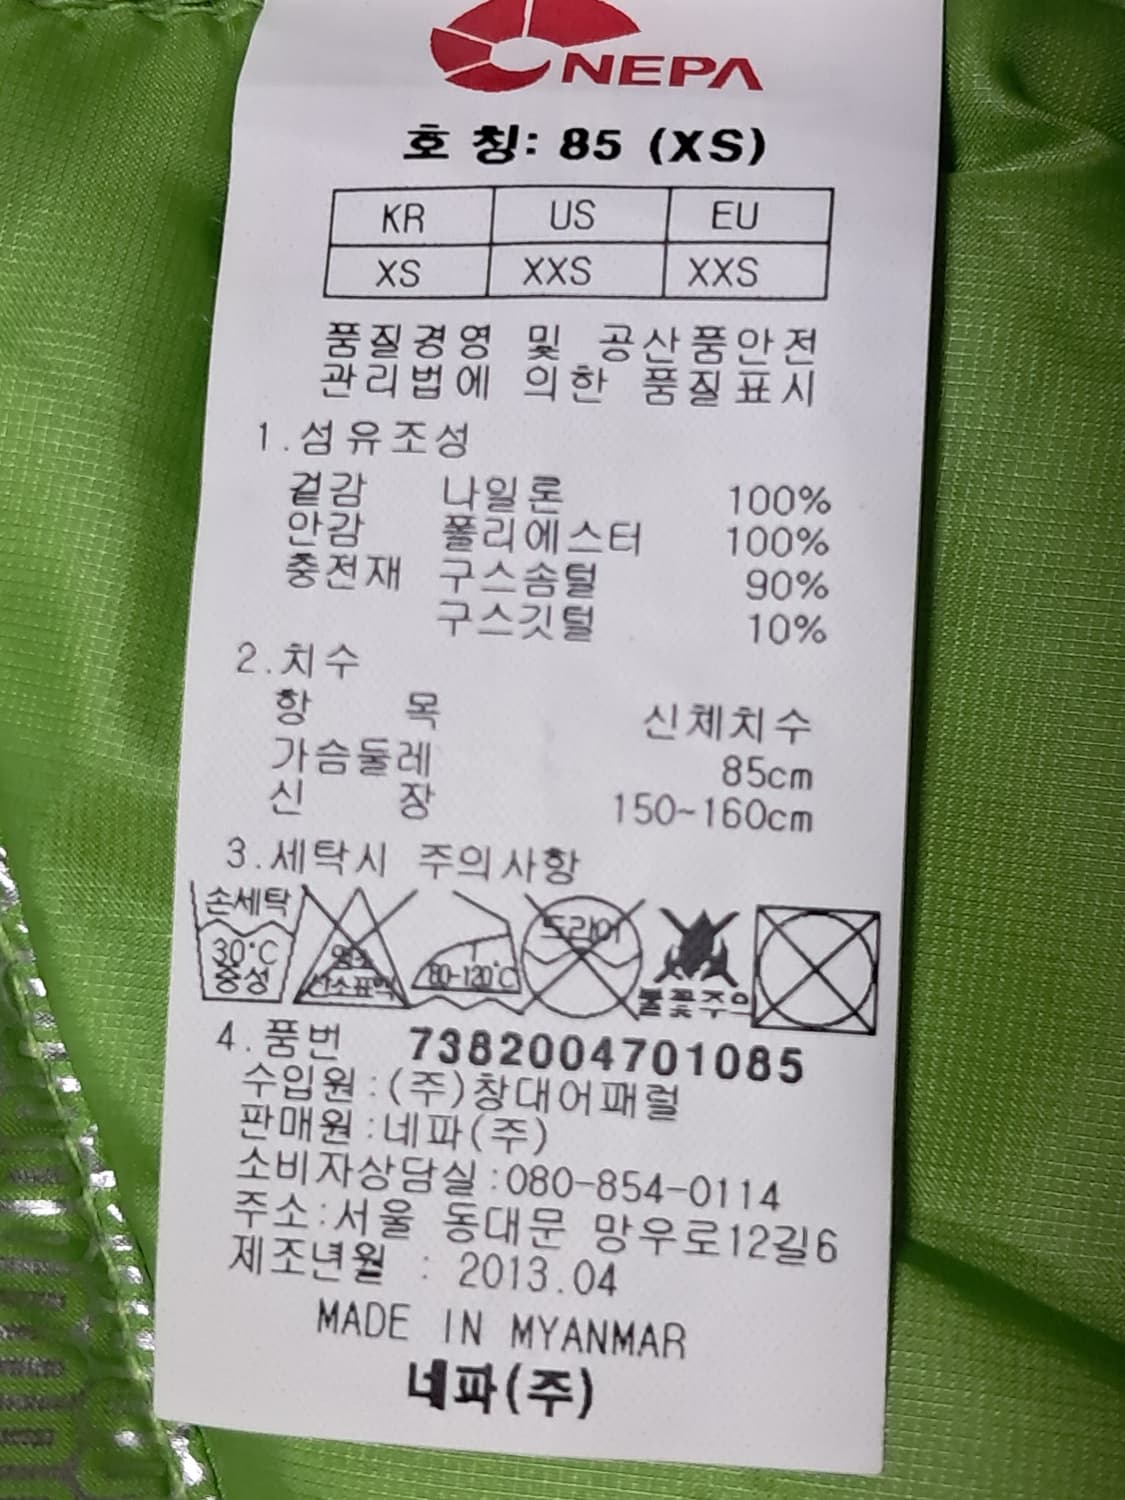 NEPA
호 칭: 85 (XS)
KR US EU
XS XXS XXS
품질경영 및 공산품안전
관리법에 의한 품질표시
1.섬유조성
겉감 나일론 100%
안감 폴리에스터 100%
충전재 구스솜털 90%
구스깃털 10%
2.치수
항 목 신체치수
가슴둘레 85cm
신 장 150~160cm
3.세탁시 주의사항
손세탁
30°C
중성
염소
산소표백
80-120°C
드라이
불꽃주의
4.품번 7382004701085
수입원:(주)창대어패럴
판매원:네파(주)
소비자상담실:080-854-0114
주소:서울 동대문 망우로12길6
제조년월 : 2013.04
MADE IN MYANMAR
네파(주)